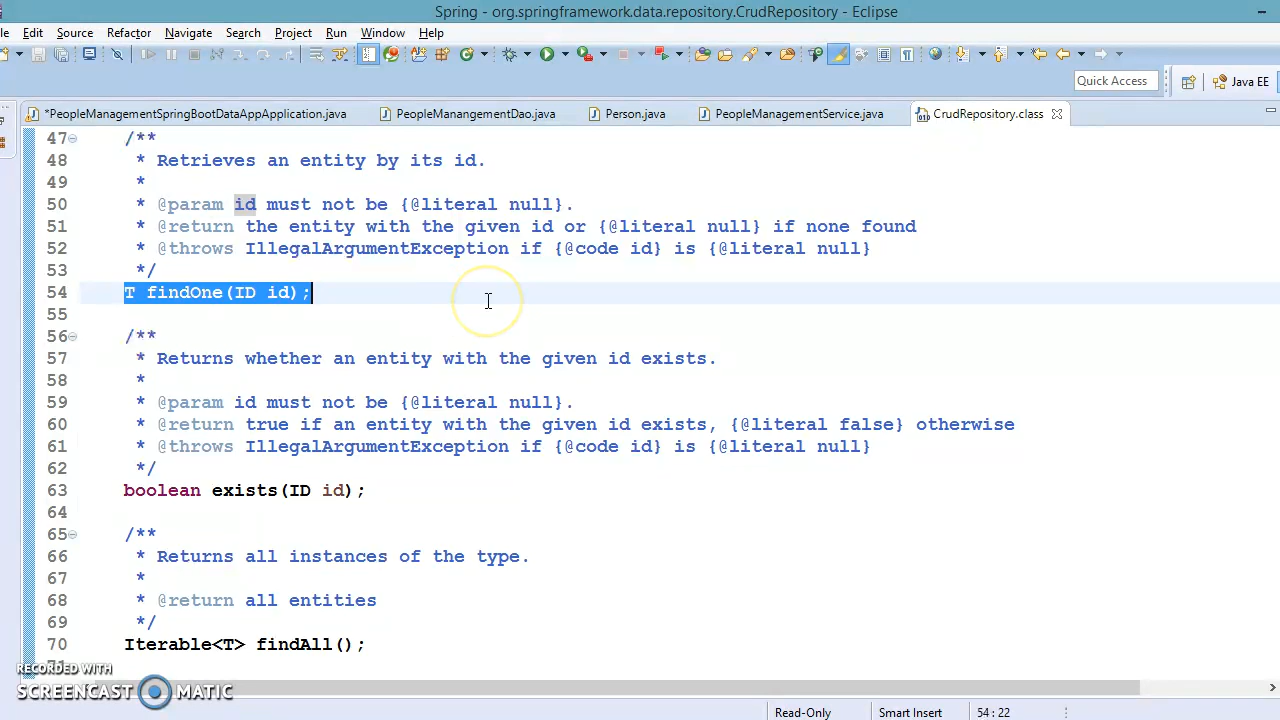 Spring - org.springframework.data.repository.CrudRepository - Eclipse
le Edit Source Refactor Navigate Search Project Run Window Help
Quick Access
Java EE
*PeopleManagementSpringBootDataAppApplication.java PeopleManangementDao.java Person.java PeopleManagementService.java CrudRepository.class
47 /**
48 * Retrieves an entity by its id.
49 *
50 * @param id must not be {@literal null}.
51 * @return the entity with the given id or {@literal null} if none found
52 * @throws IllegalArgumentException if {@code id} is {@literal null}
53 */
54 T findOne(ID id);
55
56 /**
57 * Returns whether an entity with the given id exists.
58 *
59 * @param id must not be {@literal null}.
60 * @return true if an entity with the given id exists, {@literal false} otherwise
61 * @throws IllegalArgumentException if {@code id} is {@literal null}
62 */
63 boolean exists(ID id);
64
65 /**
66 * Returns all instances of the type.
67 *
68 * @return all entities
69 */
70 Iterable<T> findAll();
RECORDED WITH
SCREENCAST MATIC
Read-Only Smart Insert 54 : 22